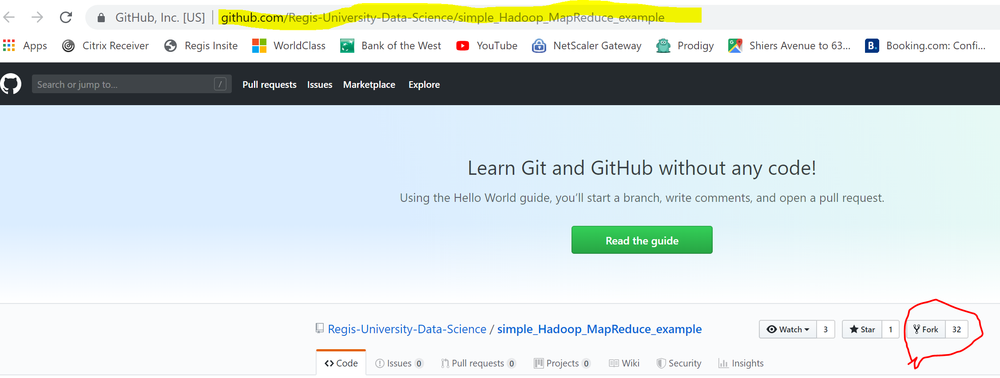 GitHub, Inc. [US] | github.com/Regis-University-Data-Science/simple_Hadoop_MapReduce_example
Apps Citrix Receiver Regis Insite WorldClass Bank of the West YouTube NetScaler Gateway Prodigy Shiers Avenue to 63... B. Booking.com: Confi...
Search or jump to... / Pull requests Issues Marketplace Explore
Learn Git and GitHub without any code!
Using the Hello World guide, you’ll start a branch, write comments, and open a pull request.
Read the guide
Regis-University-Data-Science / simple_Hadoop_MapReduce_example Watch 3 Star 1 Fork 32
Code Issues 0 Pull requests 0 Projects 0 Wiki Security Insights